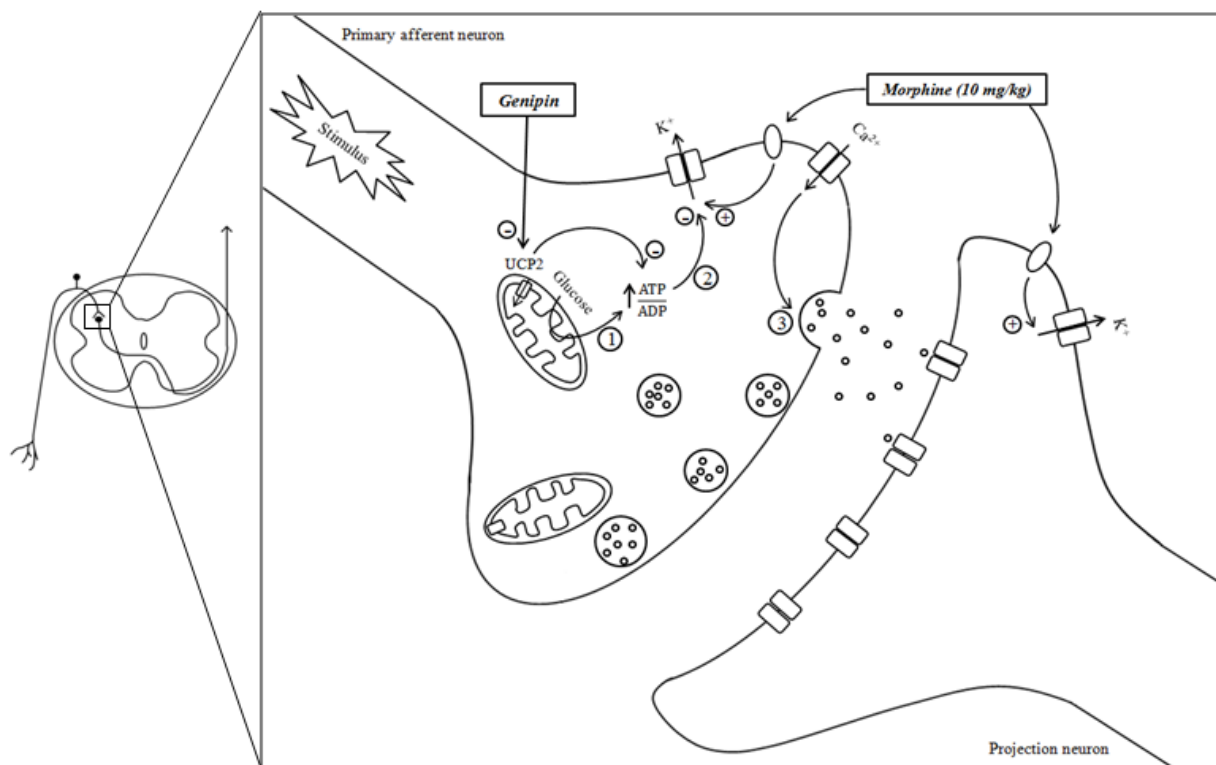 Primary afferent neuron
Stimulus
Genipin
Morphine (10 mg/kg)
K⁺
Ca²⁺
-
+
-
-
UCP2
Glucose
ATP
ADP
1
2
3
+
K⁺
Projection neuron